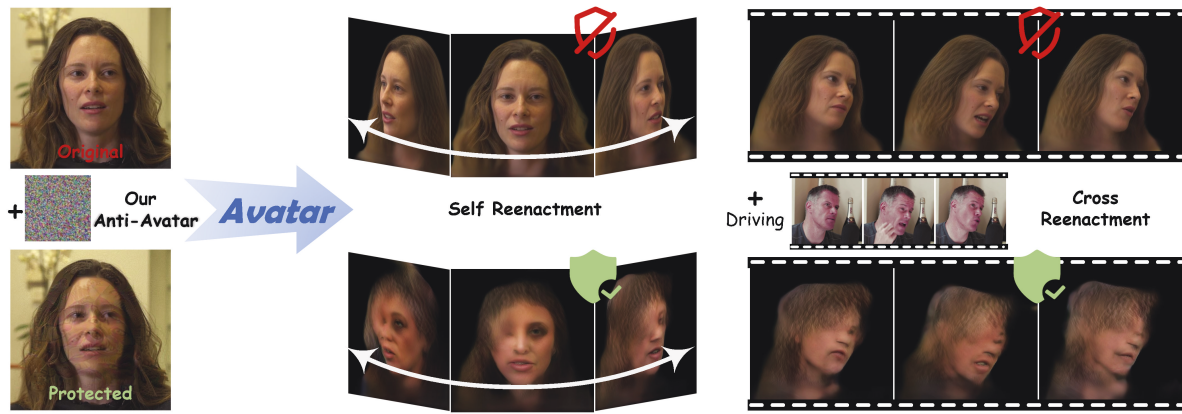 Original
+
Our
Anti-Avatar
Avatar
Self Reenactment
+
Driving
Cross
Reenactment
Protected